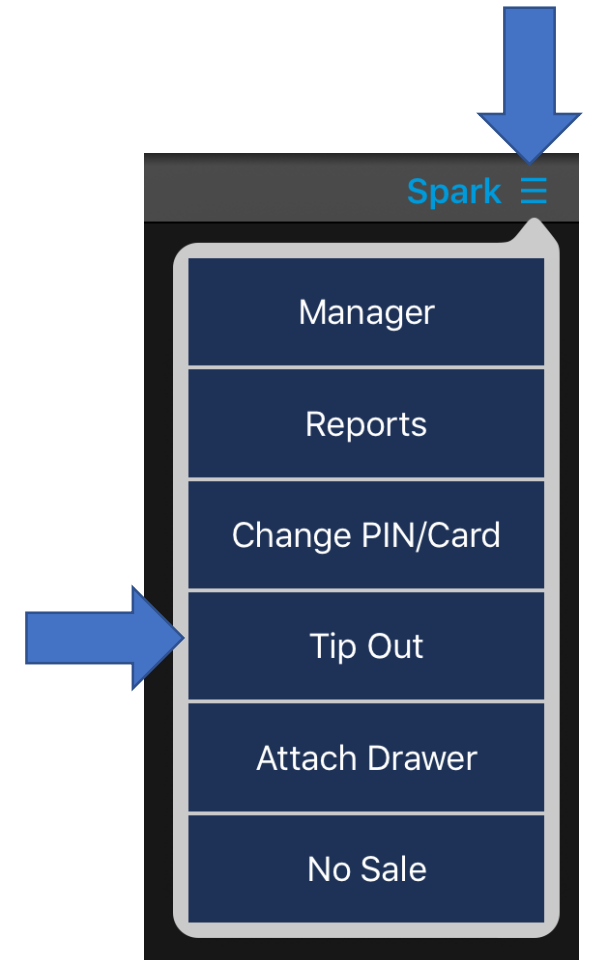 Spark
Manager
Reports
Change PIN/Card
Tip Out
Attach Drawer
No Sale